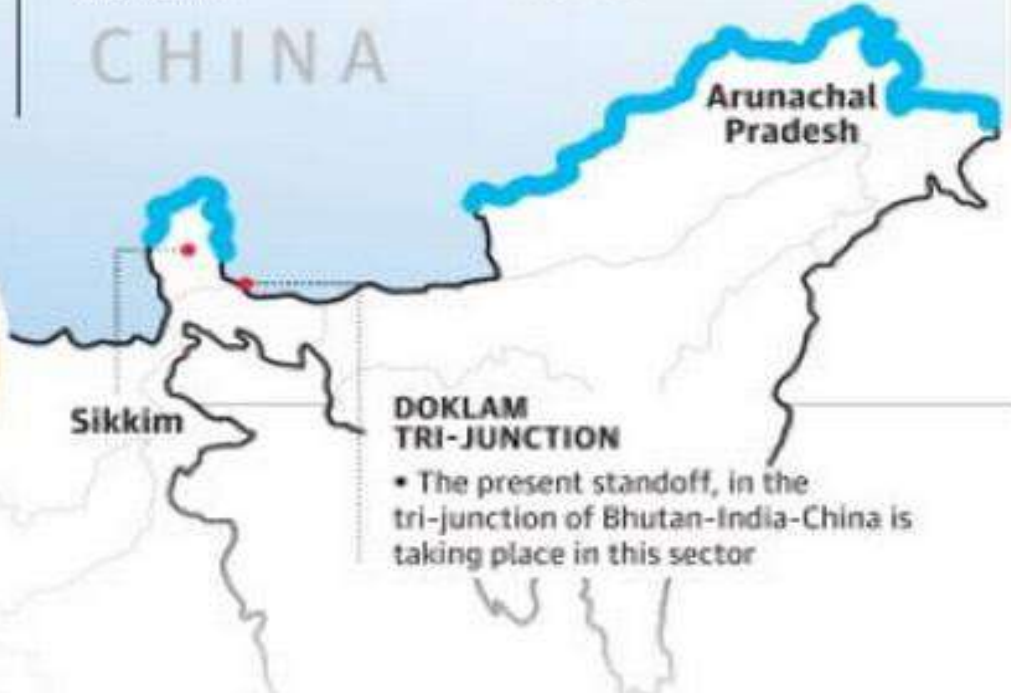 CHINA
Arunachal
Pradesh
Sikkim
DOKLAM
TRI-JUNCTION
• The present standoff, in the
tri-junction of Bhutan-India-China is
taking place in this sector